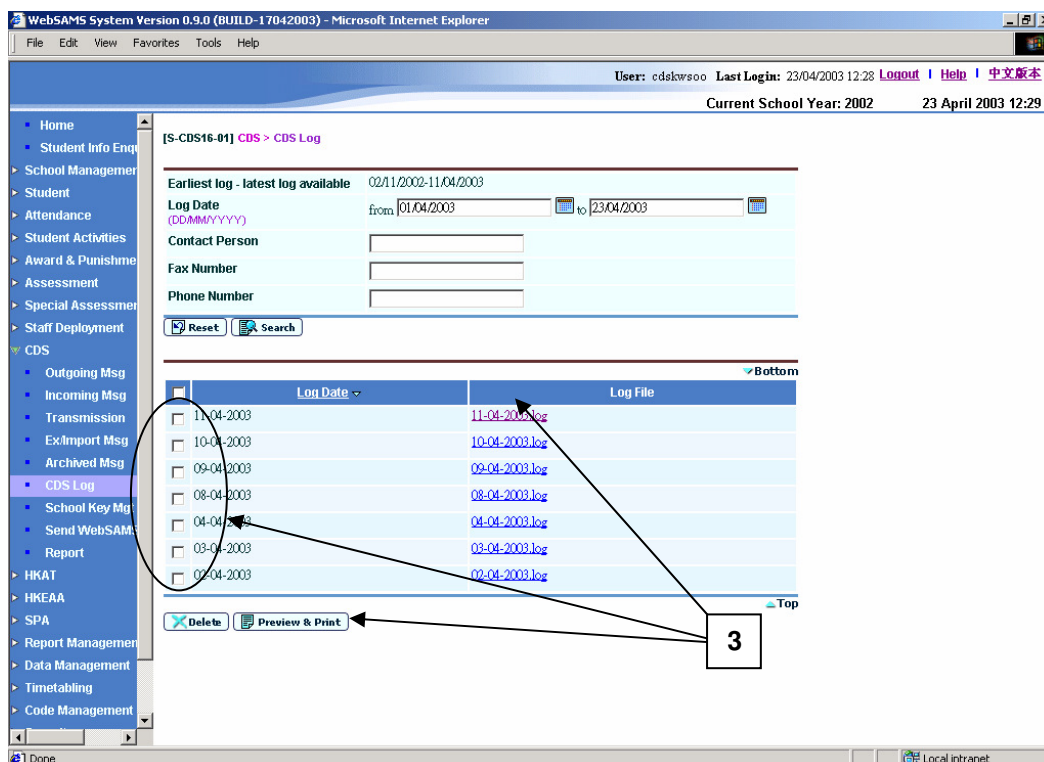 WebSAMS System Version 0.9.0 (BUILD-17042003) - Microsoft Internet Explorer
File Edit View Favorites Tools Help
User: cdskwsoo Last Login: 23/04/2003 12:28 Logout | Help | 中文版本
Current School Year: 2002 23 April 2003 12:29
Home
Student Info Enq
School Managemen
Student
Attendance
Student Activities
Award & Punishme
Assessment
Special Assessmen
Staff Deployment
CDS
Outgoing Msg
Incoming Msg
Transmission
Ex/Import Msg
Archived Msg
CDS Log
School Key Mgt
Send WebSAMS
Report
HKAT
HKEAA
SPA
Report Managemen
Data Management
Timetabling
Code Management
[S-CDS16-01] CDS > CDS Log
Earliest log - latest log available 02/11/2002-11/04/2003
Log Date from 01/04/2003 to 23/04/2003
(DD/MM/YYYY)
Contact Person
Fax Number
Phone Number
Reset Search
Bottom
Log Date Log File
11-04-2003 11-04-2003.log
10-04-2003 10-04-2003.log
09-04-2003 09-04-2003.log
08-04-2003 08-04-2003.log
04-04-2003 04-04-2003.log
03-04-2003 03-04-2003.log
02-04-2003 02-04-2003.log
Top
Delete Preview & Print
3
Done Local intranet